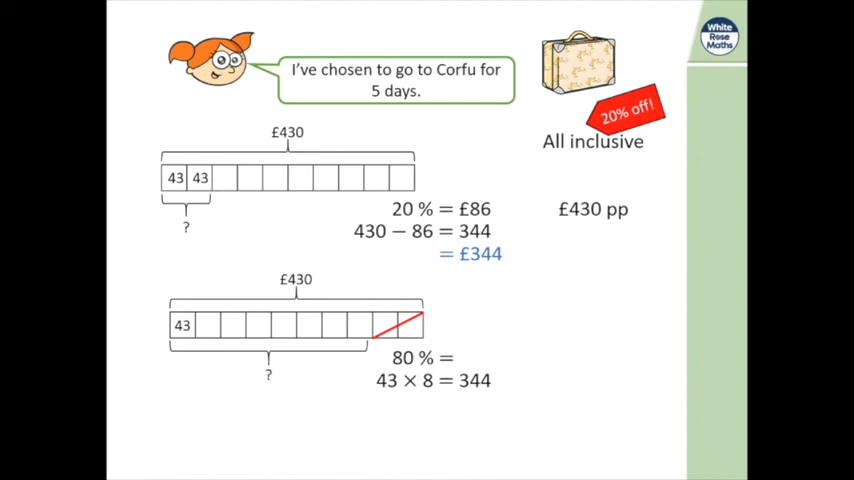 White
Rose
Maths
I've chosen to go to Corfu for
5 days.
20% off!
All inclusive
£430
43 43
?
20 % = £86
£430 pp
430 − 86 = 344
= £344
£430
43
?
80 % =
43 × 8 = 344